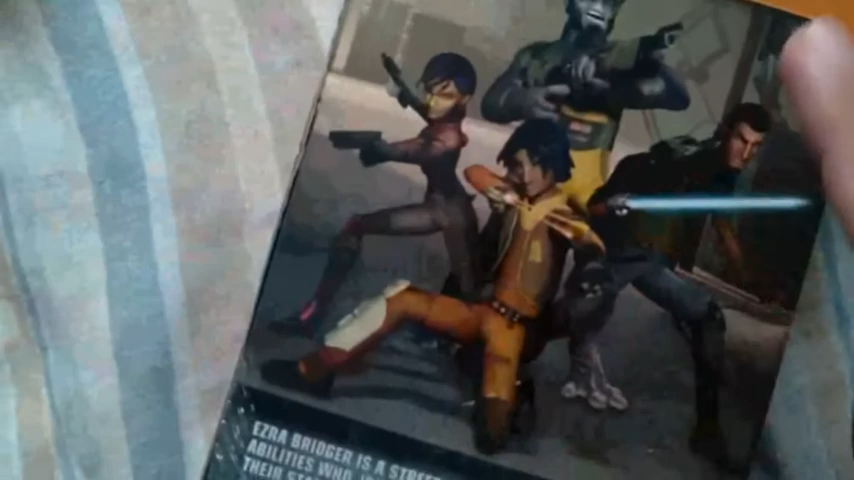 EZRA BRIDGER IS A STREET
ABILITIES WHO
THEIR